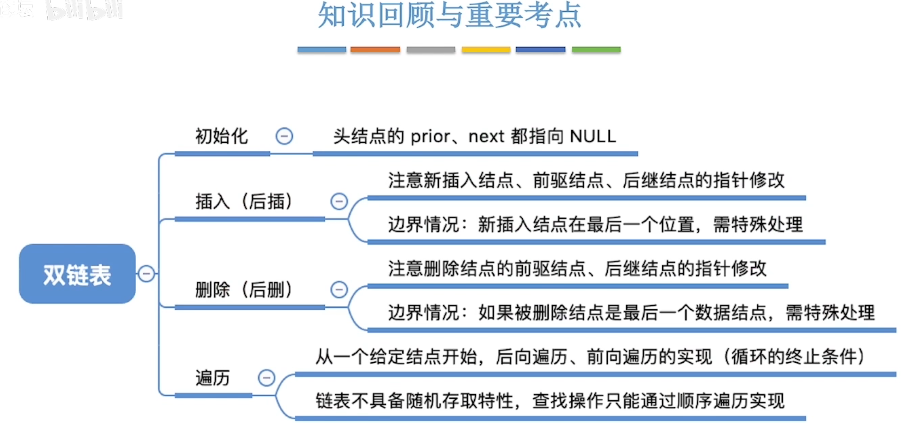 bilibili
知识回顾与重要考点
初始化
头结点的 prior、next 都指向 NULL
插入（后插）
注意新插入结点、前驱结点、后继结点的指针修改
边界情况：新插入结点在最后一个位置，需特殊处理
双链表
删除（后删）
注意删除结点的前驱结点、后继结点的指针修改
边界情况：如果被删除结点是最后一个数据结点，需特殊处理
遍历
从一个给定结点开始，后向遍历、前向遍历的实现（循环的终止条件）
链表不具备随机存取特性，查找操作只能通过顺序遍历实现